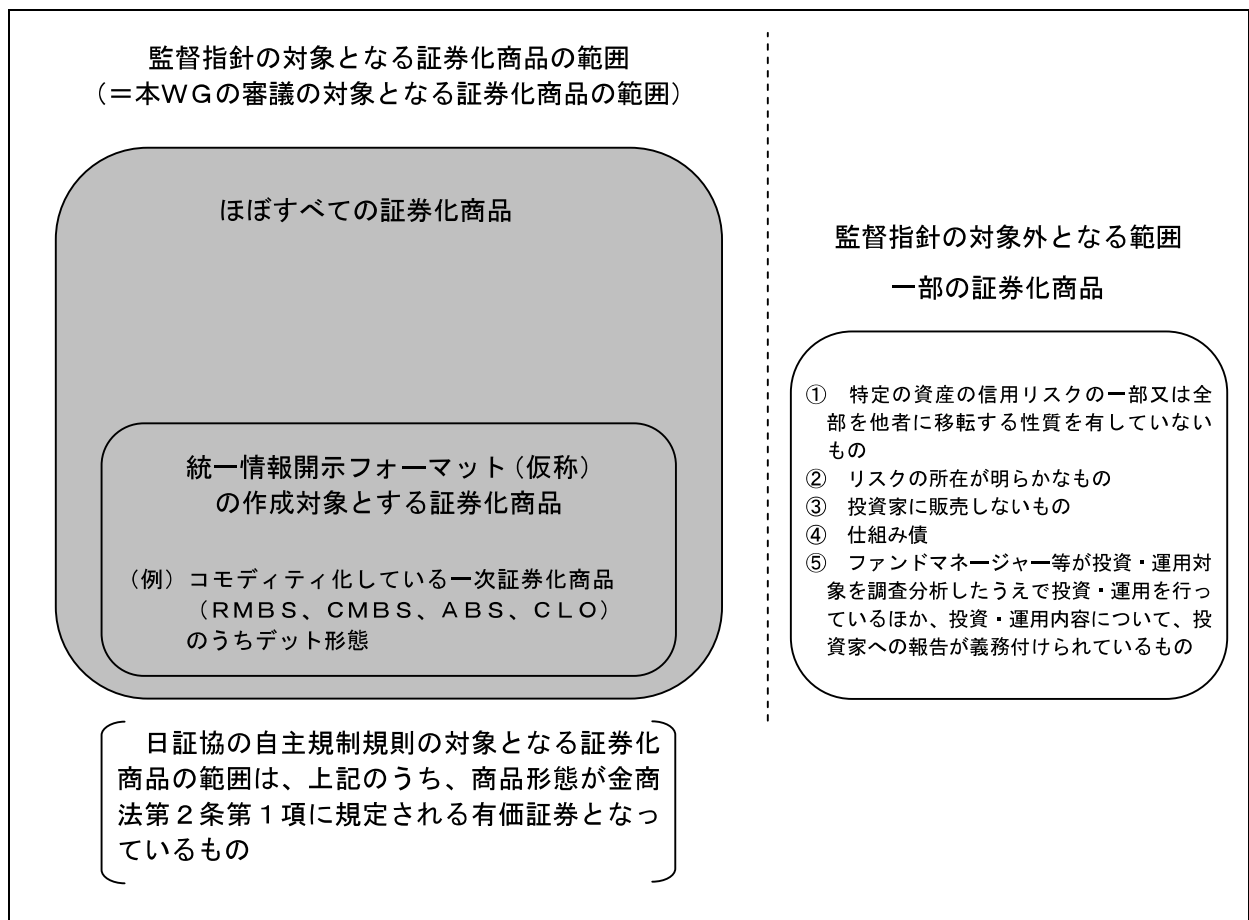 監督指針の対象となる証券化商品の範囲
(＝本ＷＧの審議の対象となる証券化商品の範囲)
ほぼすべての証券化商品
統一情報開示フォーマット（仮称）
の作成対象とする証券化商品
（例）コモディティ化している一次証券化商品
（ＲＭＢＳ、ＣＭＢＳ、ＡＢＳ、ＣＬＯ）
のうちデット形態
日証協の自主規制規則の対象となる証券化
商品の範囲は、上記のうち、商品形態が金商
法第２条第１項に規定される有価証券となっ
ているもの
監督指針の対象外となる範囲
一部の証券化商品
①　特定の資産の信用リスクの一部又は全
部を他者に移転する性質を有していない
もの
②　リスクの所在が明らかなもの
③　投資家に販売しないもの
④　仕組み債
⑤　ファンドマネージャー等が投資・運用対
象を調査分析したうえで投資・運用を行っ
ているほか、投資・運用内容について、投
資家への報告が義務付けられているもの